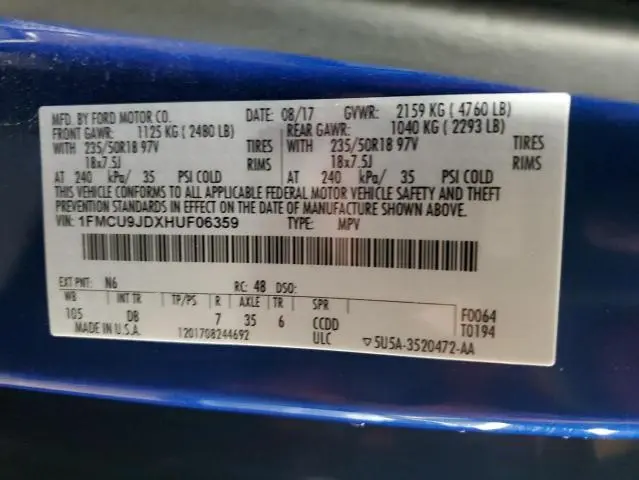 MFD. BY FORD MOTOR CO. DATE: 08/17 GVWR: 2159 KG ( 4760 LB)
FRONT GAWR: 1125 KG ( 2480 LB) REAR GAWR: 1040 KG ( 2293 LB)
WITH 235/50R18 97V TIRES WITH 235/50R18 97V TIRES
18x7.5J RIMS 18x7.5J RIMS
AT 240 kPa/ 35 PSI COLD AT 240 kPa/ 35 PSI COLD
THIS VEHICLE CONFORMS TO ALL APPLICABLE FEDERAL MOTOR VEHICLE SAFETY AND THEFT
PREVENTION STANDARDS IN EFFECT ON THE DATE OF MANUFACTURE SHOWN ABOVE.
VIN: 1FMCU9JDXHUF06359 TYPE: MPV
EXT PNT: N6 RC: 48 DSO:
WB INT TR TP/PS R AXLE TR SPR
105 DB 7 35 6 CCDD F0064
MADE IN U.S.A. 1201708244692 ULC T0194
▽5U5A-3520472-AA